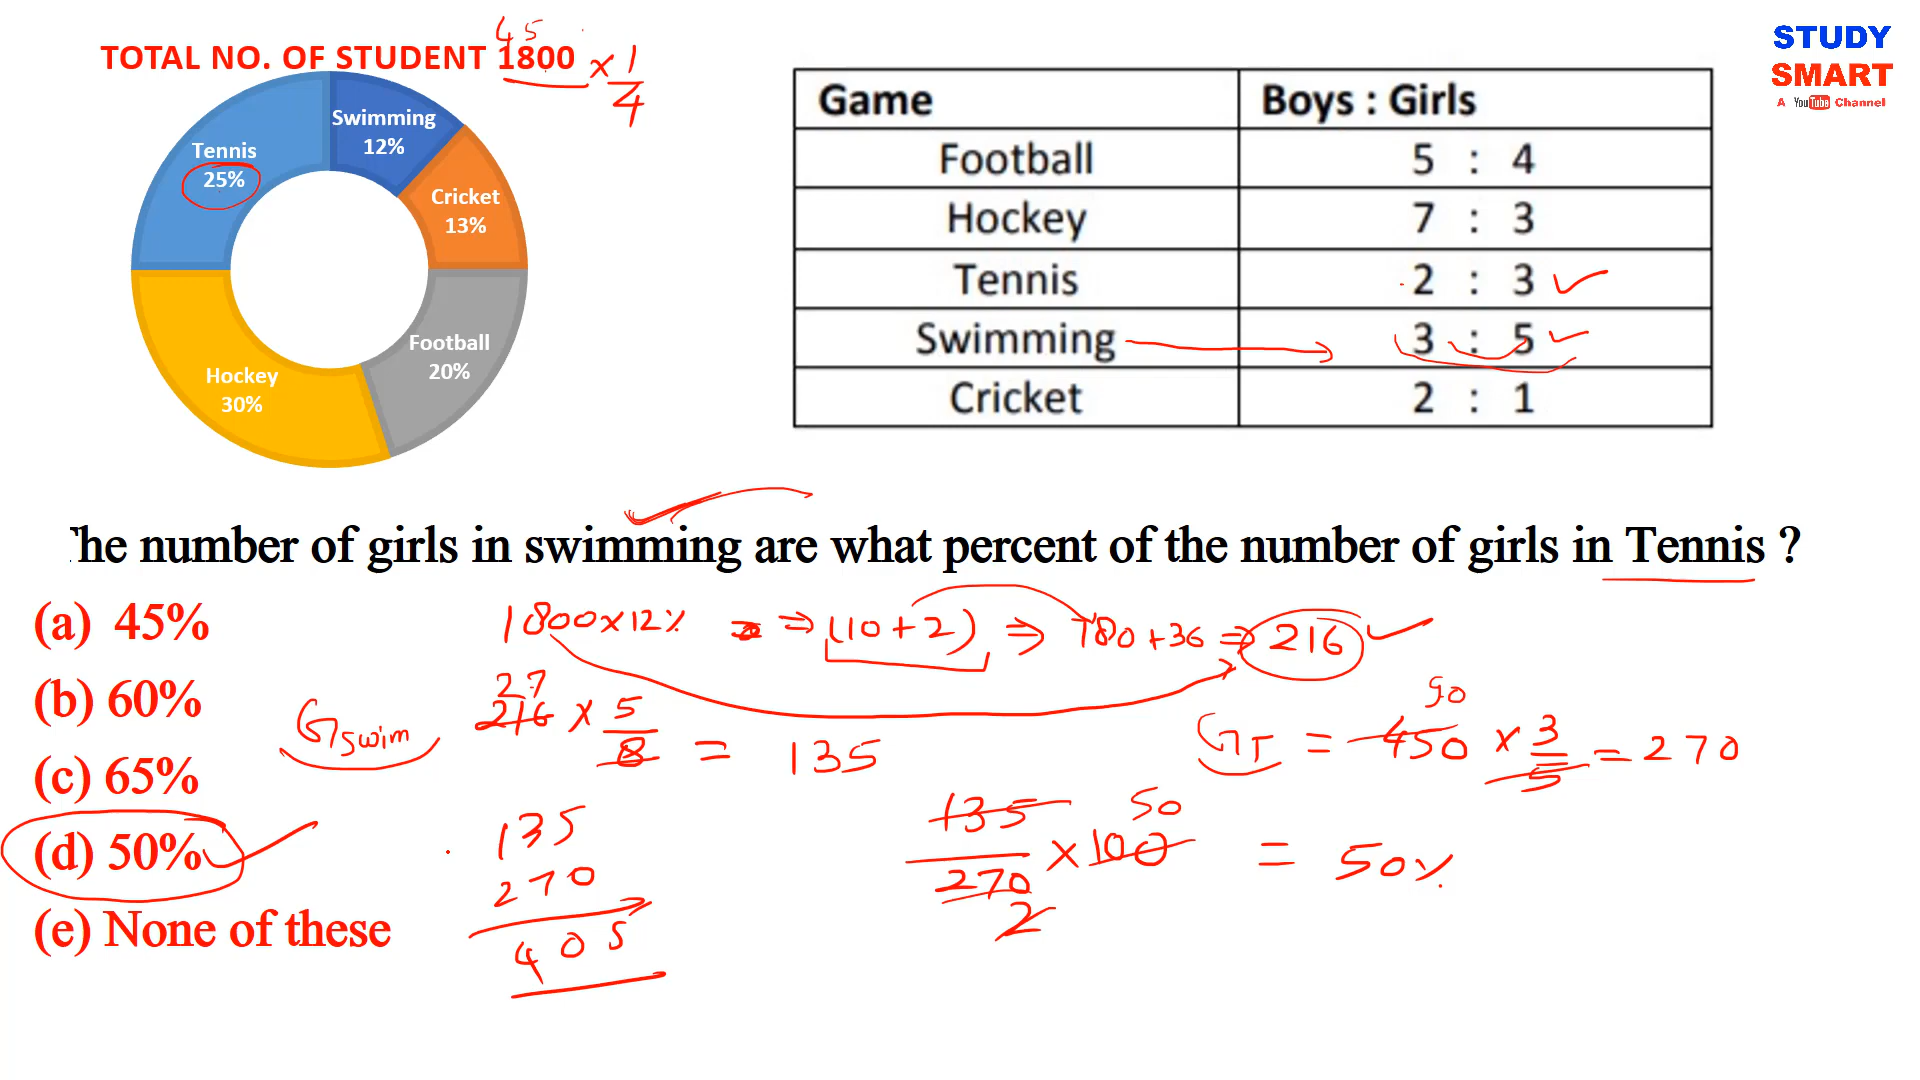 45
TOTAL NO. OF STUDENT 1800 × 1/4
STUDY
SMART
A YouTube Channel
Swimming
12%
Tennis
25%
Cricket
13%
Football
20%
Hockey
30%
Game Boys : Girls
Football 5 : 4
Hockey 7 : 3
Tennis 2 : 3
Swimming 3 : 5
Cricket 2 : 1
he number of girls in swimming are what percent of the number of girls in Tennis ?
(a) 45%
(b) 60%
(c) 65%
(d) 50%
(e) None of these
1800×12% ⇒ (10+2) ⇒ 180+36 ⇒ 216
27
G swim 216 × 5/8 = 135
90
G T = 450 × 3/5 = 270
135
270
405
50
135/270 × 100 = 50%
2